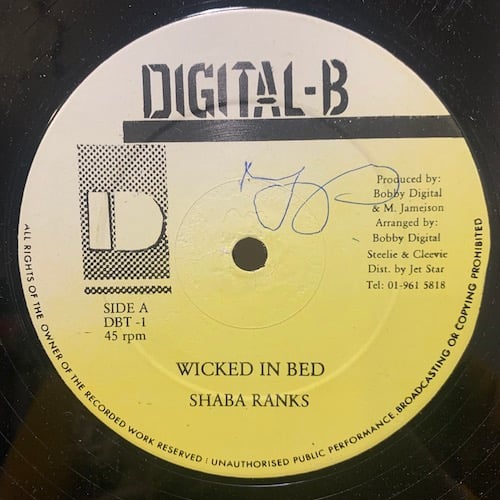 DIGITAL-B
D
Produced by:
Bobby Digital
& M. Jameison
Arranged by:
Bobby Digital
Steelie & Cleevie
Dist. by Jet Star
Tel: 01-961 5818
SIDE A
DBT -1
45 rpm
WICKED IN BED
SHABA RANKS
ALL RIGHTS OF THE OWNER OF THE RECORDED WORK RESERVED : UNAUTHORISED PUBLIC PERFORMANCE.BROADCASTING OR COPYING PROHIBITED